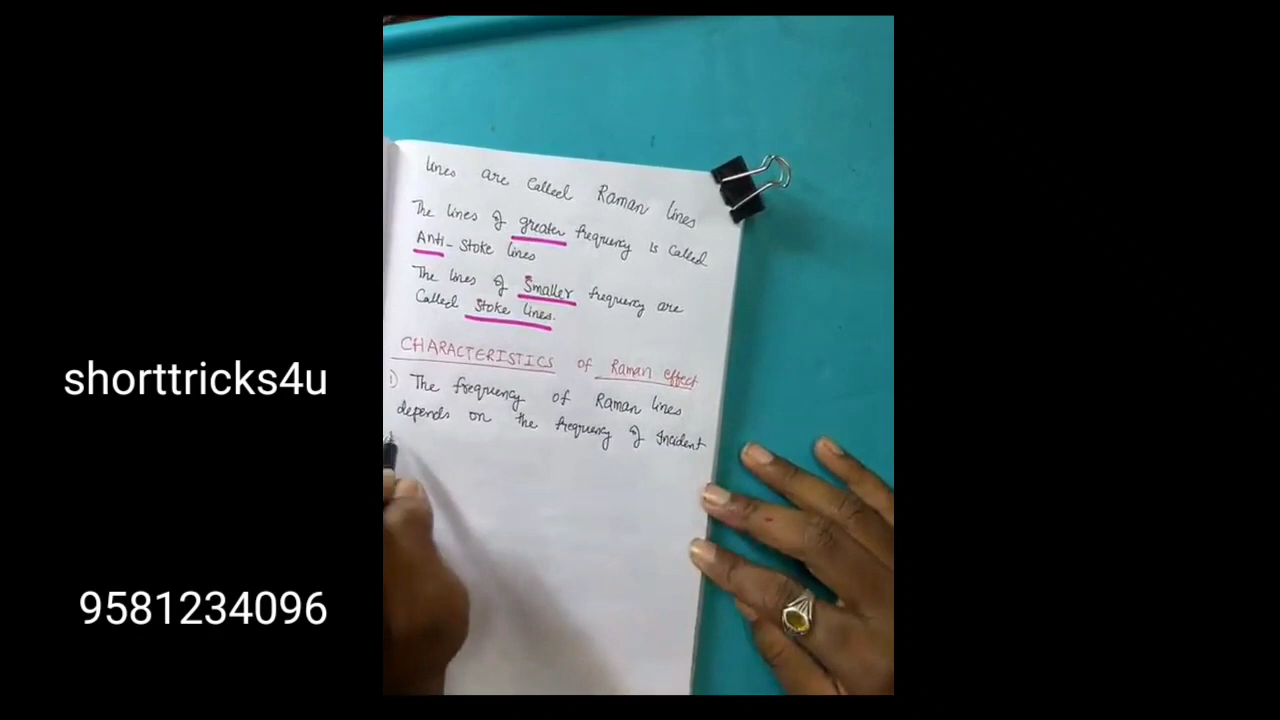 lines are called Raman lines
The lines of greater frequency is called
Anti-stoke lines
The lines of Smaller frequency are
Called stoke lines.
CHARACTERISTICS of Raman effect
1) The frequency of Raman lines
depends on the frequency of Incident
shorttricks4u
9581234096